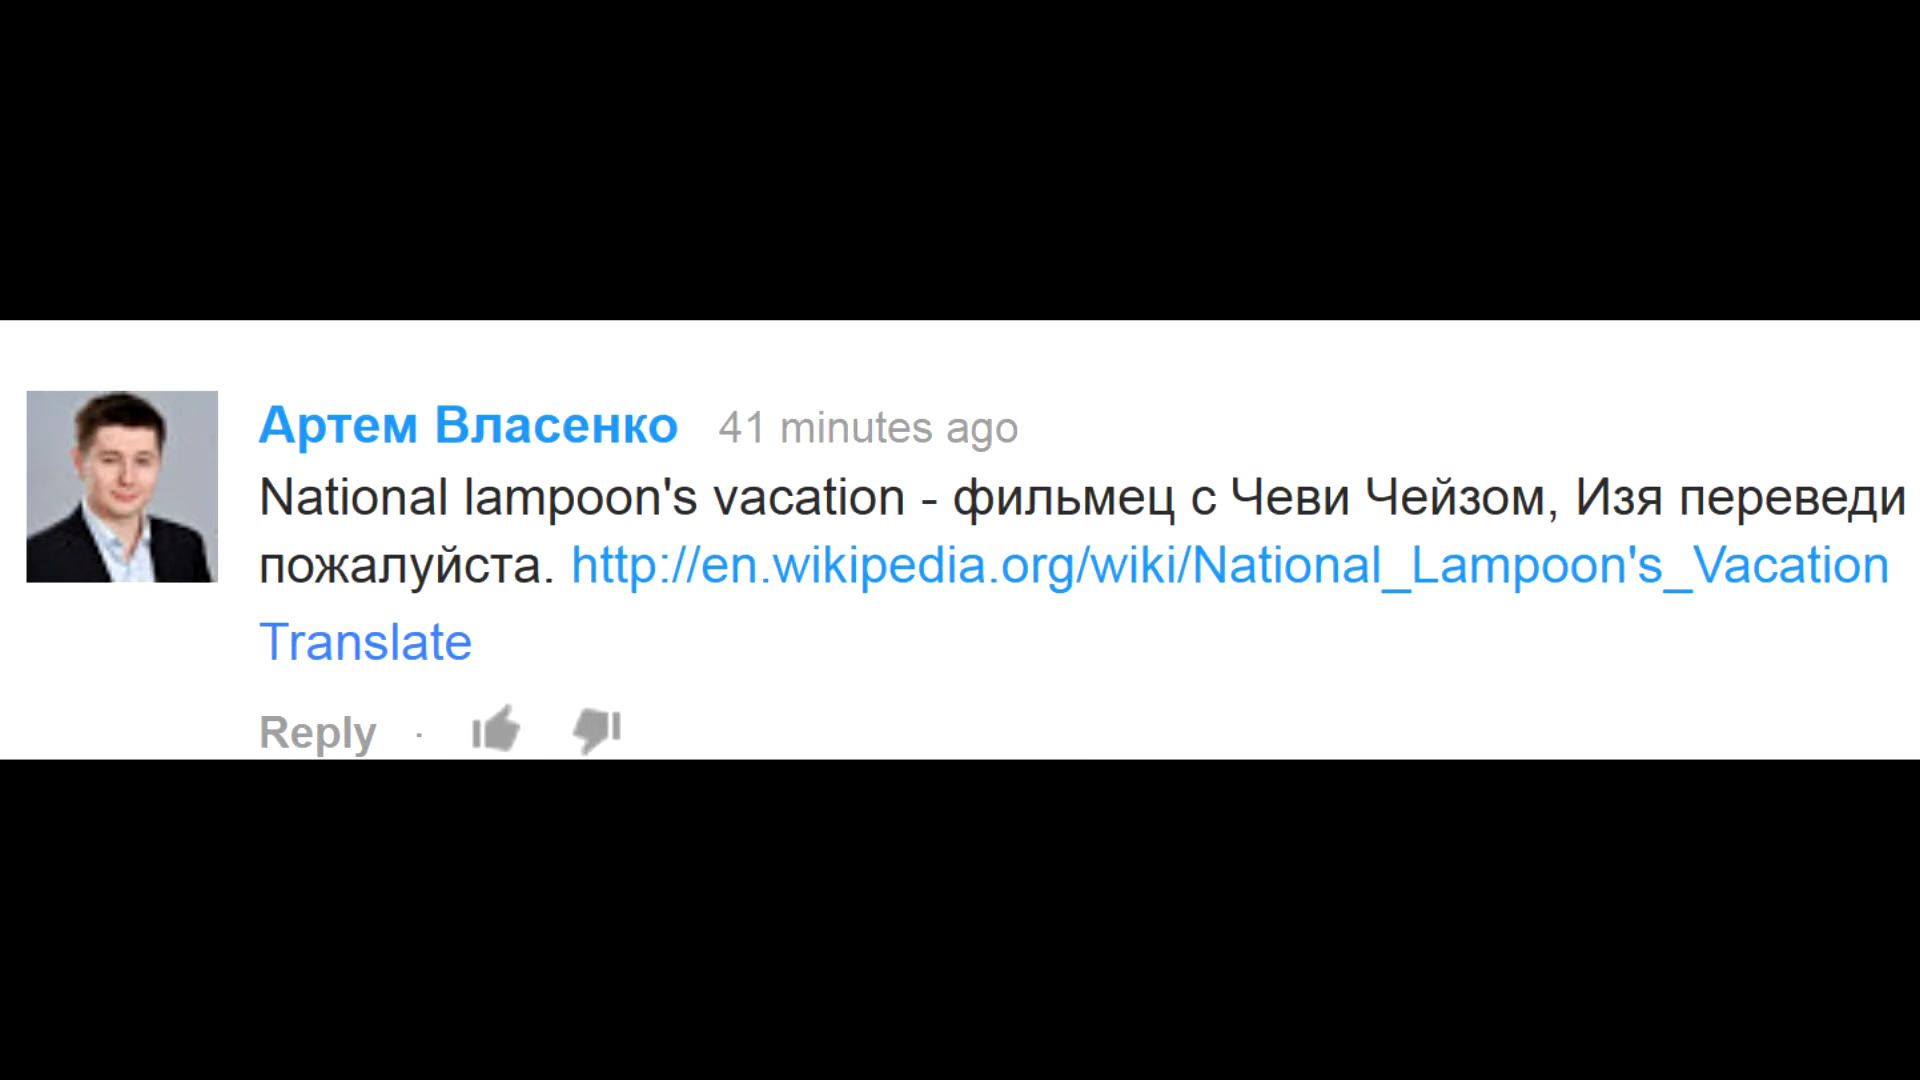 Артем Власенко 41 minutes ago
National lampoon's vacation - фильмец с Чеви Чейзом, Изя переведи
пожалуйста. http://en.wikipedia.org/wiki/National_Lampoon's_Vacation
Translate
Reply ·